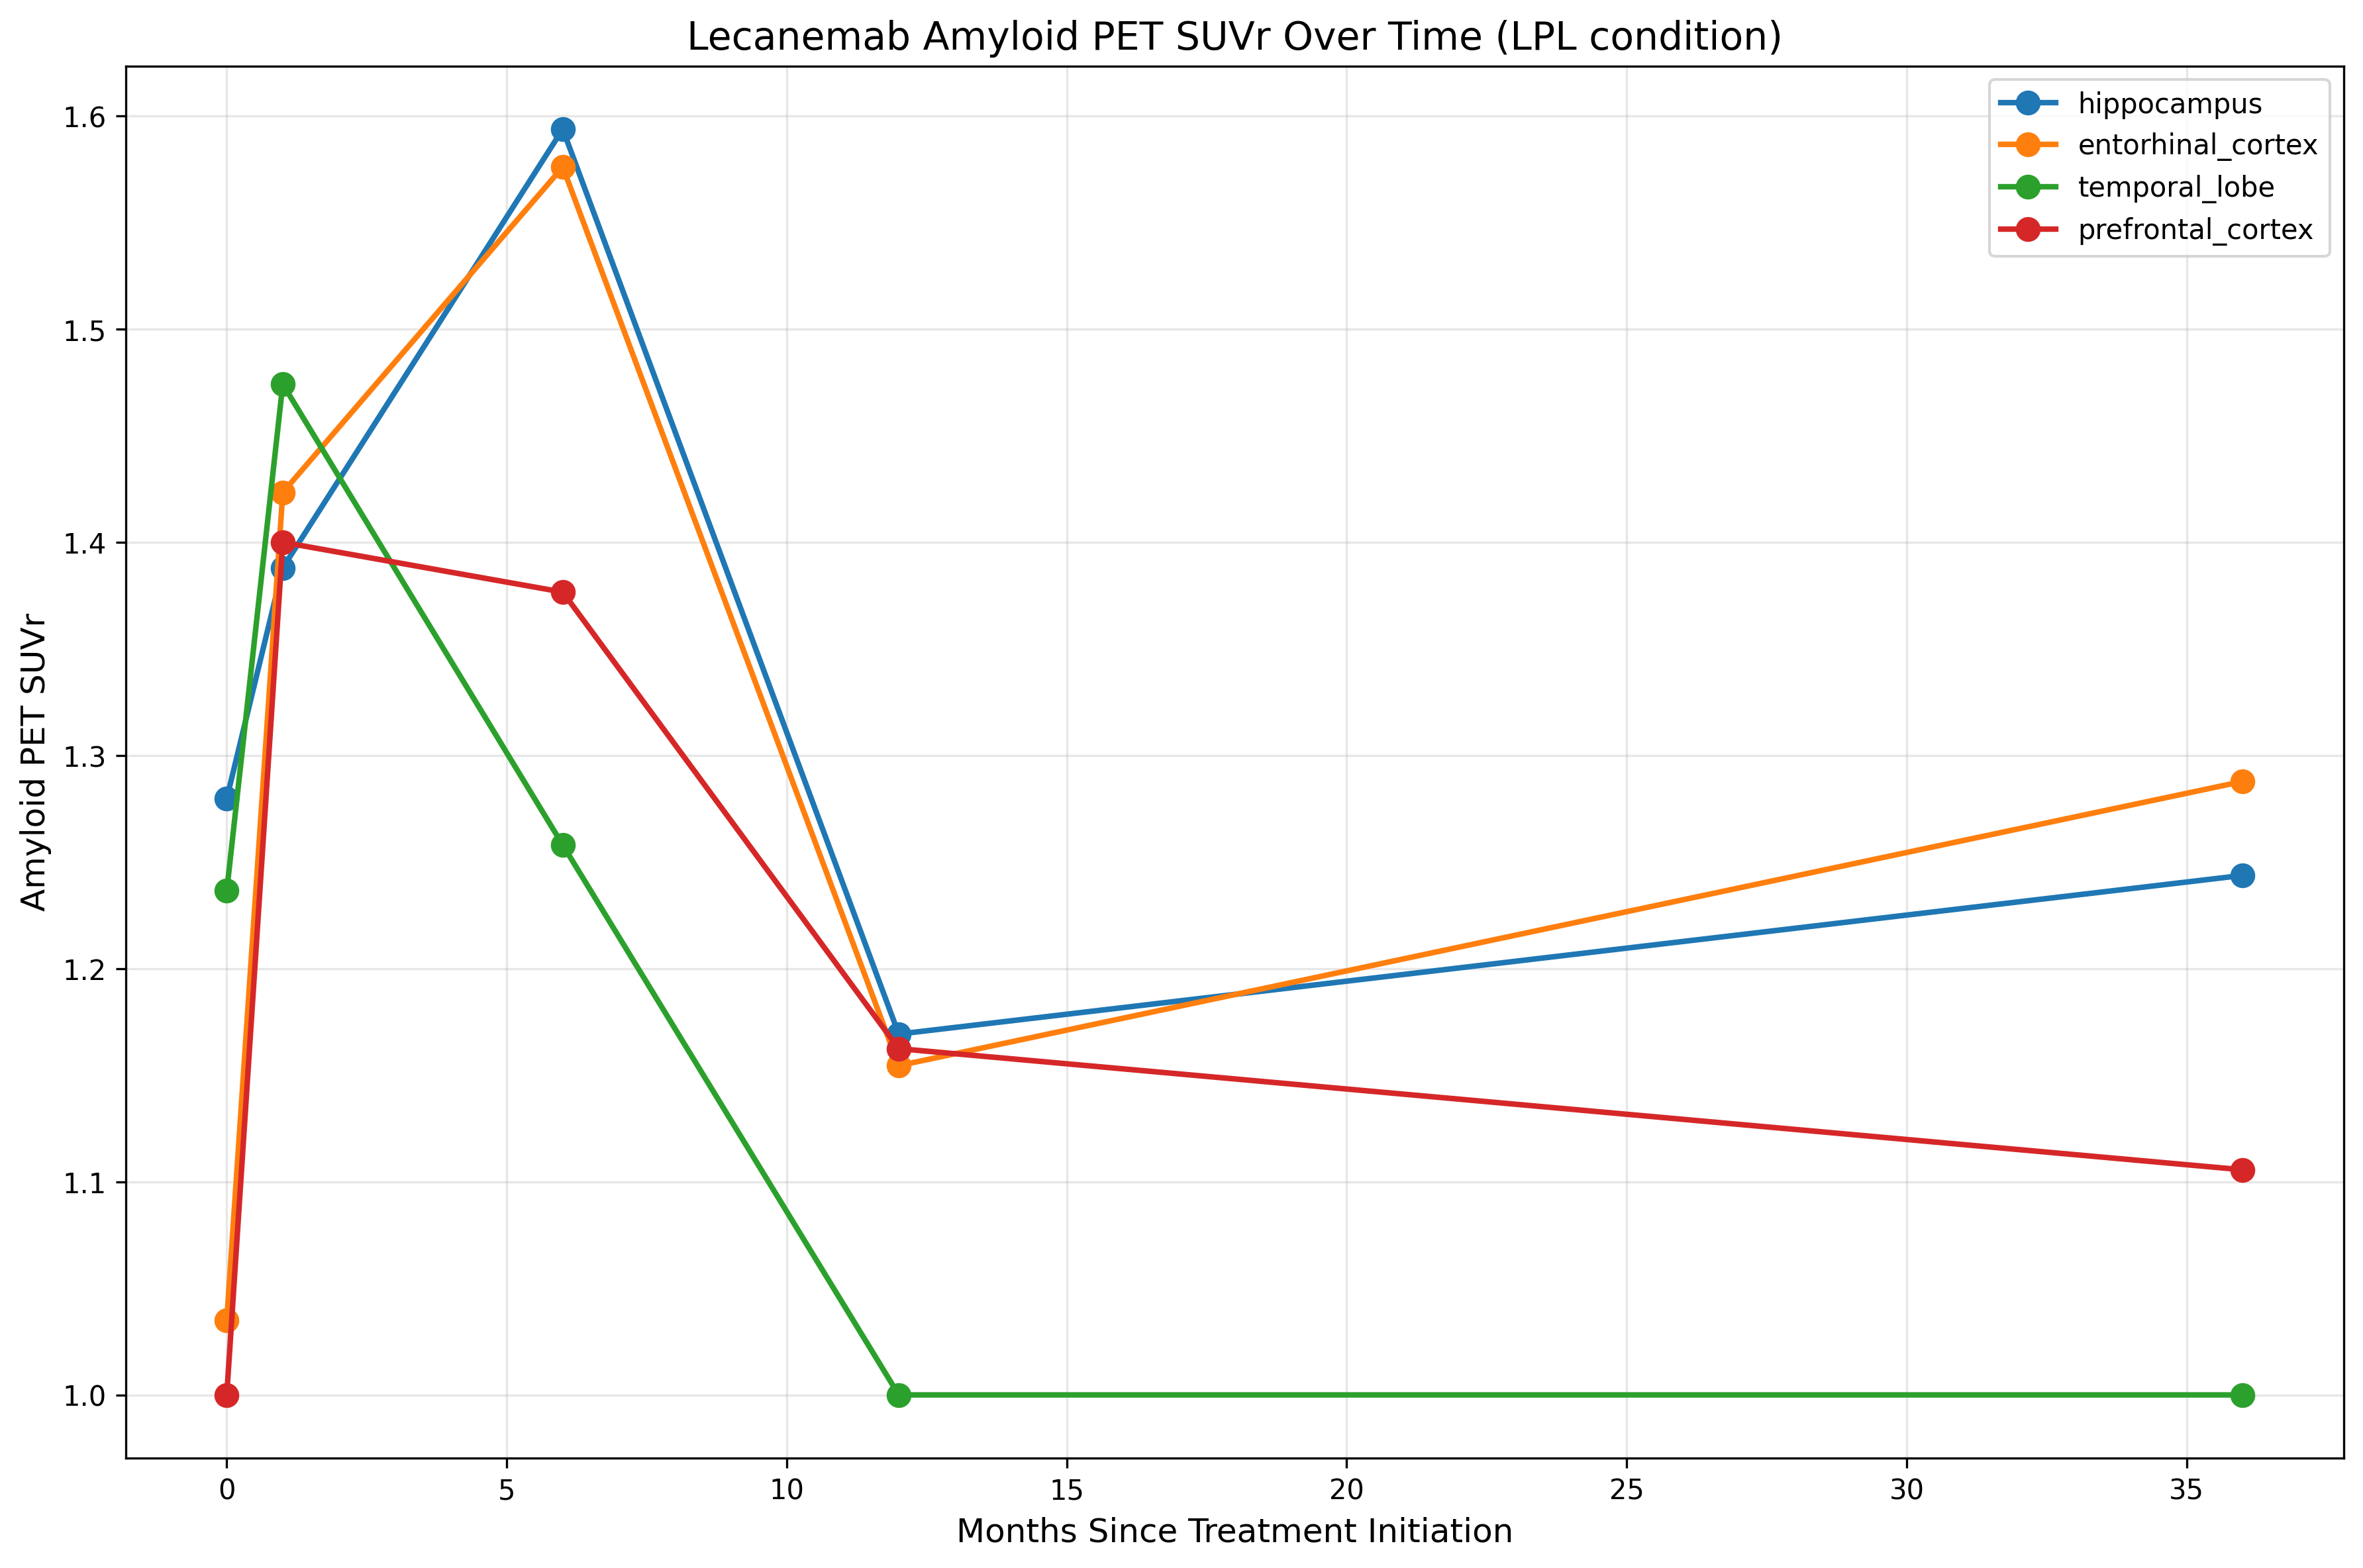 Lecanemab Amyloid PET SUVr Over Time (LPL condition)
hippocampus
entorhinal_cortex
temporal_lobe
prefrontal_cortex
Amyloid PET SUVr
1.6
1.5
1.4
1.3
1.2
1.1
1.0
0 5 10 15 20 25 30 35
Months Since Treatment Initiation